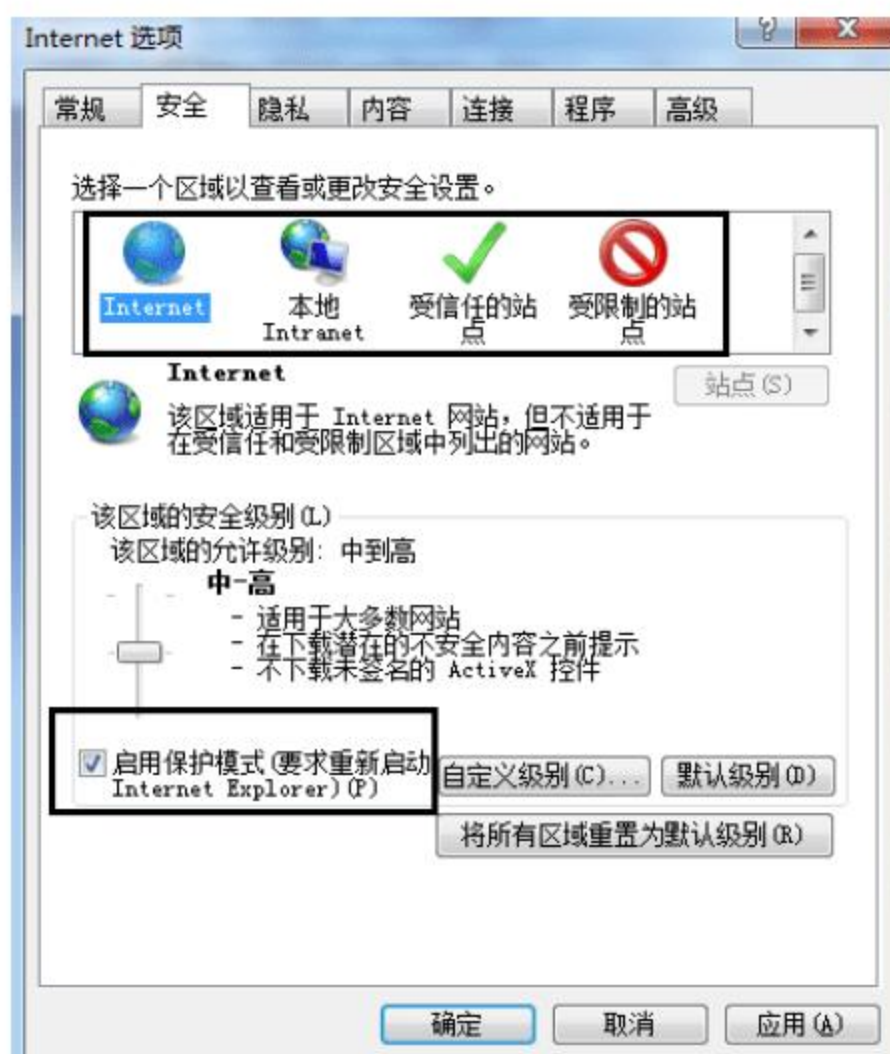 Internet 选项
常规 安全 隐私 内容 连接 程序 高级
选择一个区域以查看或更改安全设置。
Internet
本地
Intranet
受信任的站
点
受限制的站
点
Internet
站点(S)
该区域适用于 Internet 网站，但不适用于
在受信任和受限制区域中列出的网站。
该区域的安全级别(L)
该区域的允许级别: 中到高
中-高
- 适用于大多数网站
- 在下载潜在的不安全内容之前提示
- 不下载未签名的 ActiveX 控件
启用保护模式(要求重新启动
Internet Explorer)(P)
自定义级别(C)... 默认级别(D)
将所有区域重置为默认级别(R)
确定 取消 应用(A)